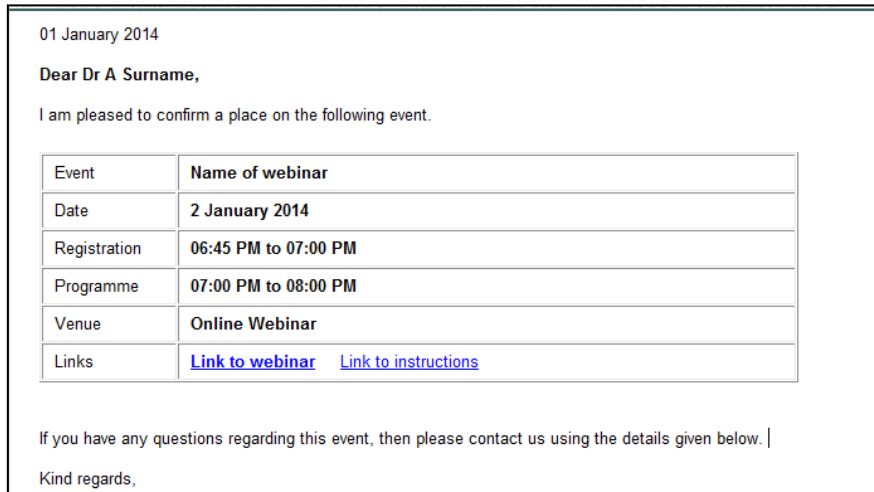 01 January 2014
Dear Dr A Surname,
I am pleased to confirm a place on the following event.
Event Name of webinar
Date 2 January 2014
Registration 06:45 PM to 07:00 PM
Programme 07:00 PM to 08:00 PM
Venue Online Webinar
Links Link to webinar Link to instructions
If you have any questions regarding this event, then please contact us using the details given below.
Kind regards,